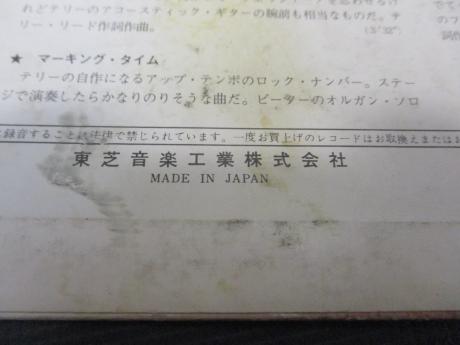 れどテリーのアコースティック・ギターの腕前も相当なものだ。テ
リー・リード作詞作曲。
(3'32")
★ マーキング・タイム
テリーの自作になるアップ・テンポのロック・ナンバー。ステー
ジで演奏したらかなりのりそうな曲だ。ピーターのオルガン・ソロ
録音することは法律で禁じられています。一度お買上げのレコードはお取換えまたはお
東芝音楽工業株式会社
MADE IN JAPAN